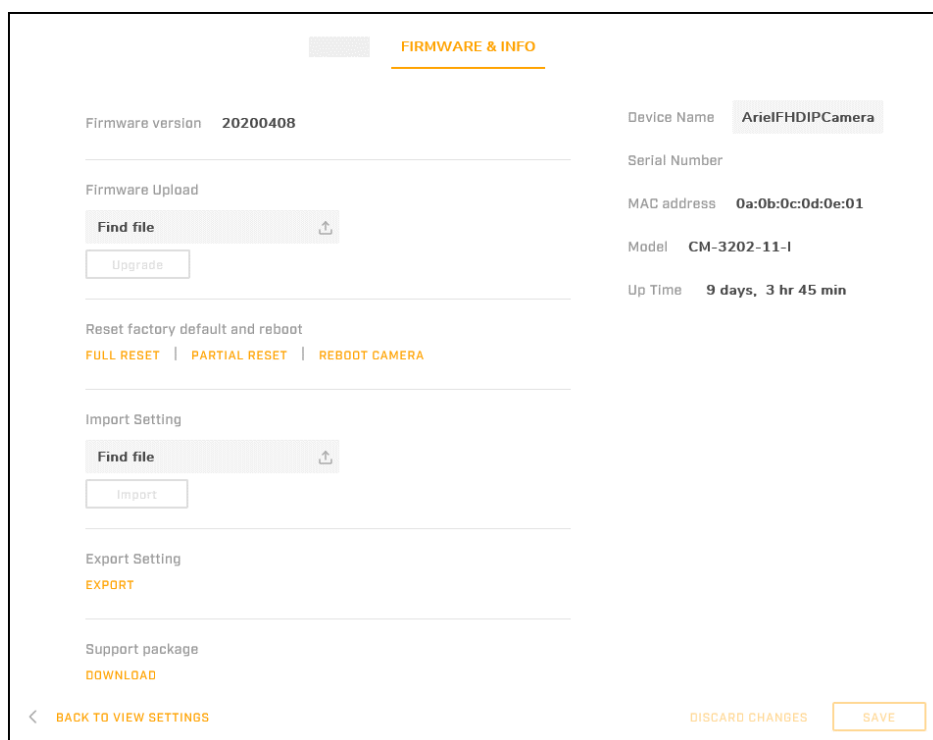 FIRMWARE & INFO
Firmware version 20200408
Firmware Upload
Find file
Upgrade
Reset factory default and reboot
FULL RESET | PARTIAL RESET | REBOOT CAMERA
Import Setting
Find file
Import
Export Setting
EXPORT
Support package
DOWNLOAD
Device Name ArielFHDIPCamera
Serial Number
MAC address 0a:0b:0c:0d:0e:01
Model CM-3202-11-I
Up Time 9 days, 3 hr 45 min
BACK TO VIEW SETTINGS
DISCARD CHANGES
SAVE